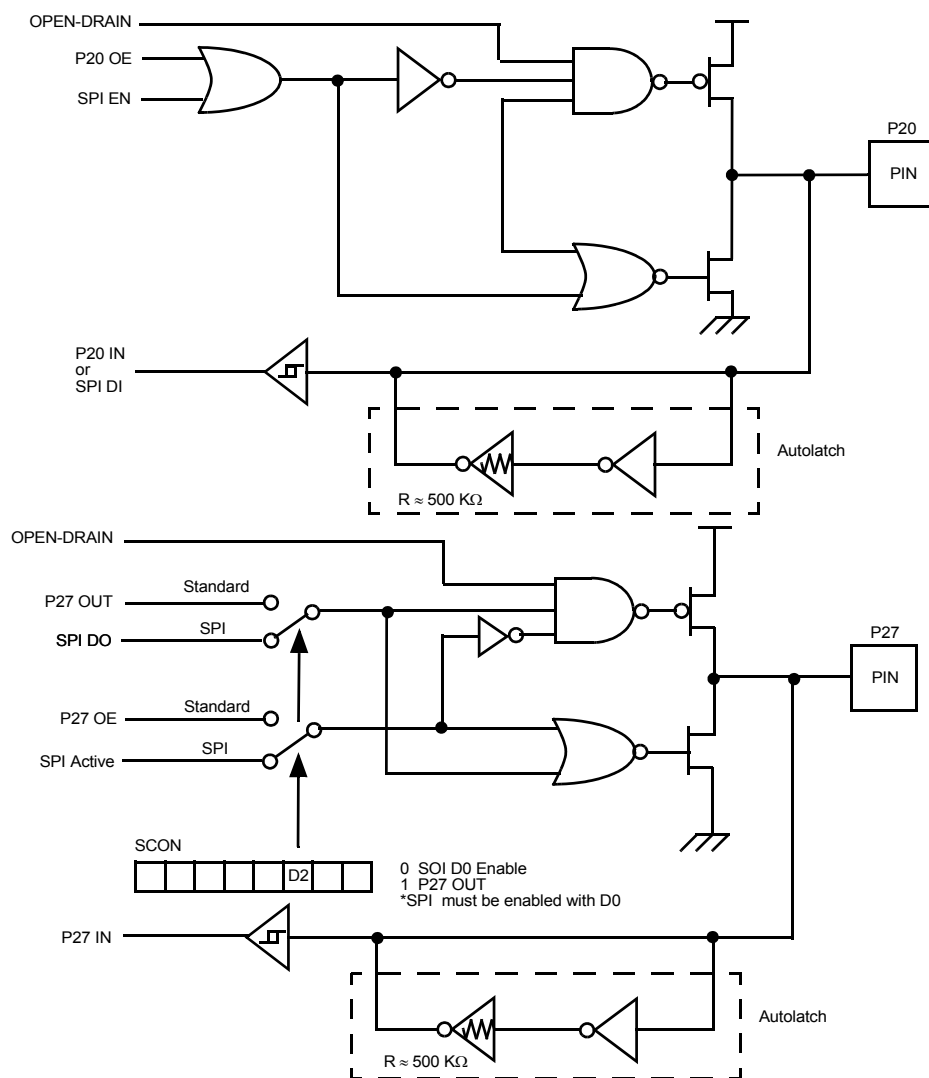 OPEN-DRAIN
P20 OE
SPI EN
P20
PIN
P20 IN
or
SPI DI
Autolatch
R ≈ 500 KΩ
OPEN-DRAIN
Standard
P27 OUT
SPI
SPI DO
P27
PIN
Standard
P27 OE
SPI
SPI Active
SCON
D2
0 SOI D0 Enable
1 P27 OUT
*SPI must be enabled with D0
P27 IN
Autolatch
R ≈ 500 KΩ